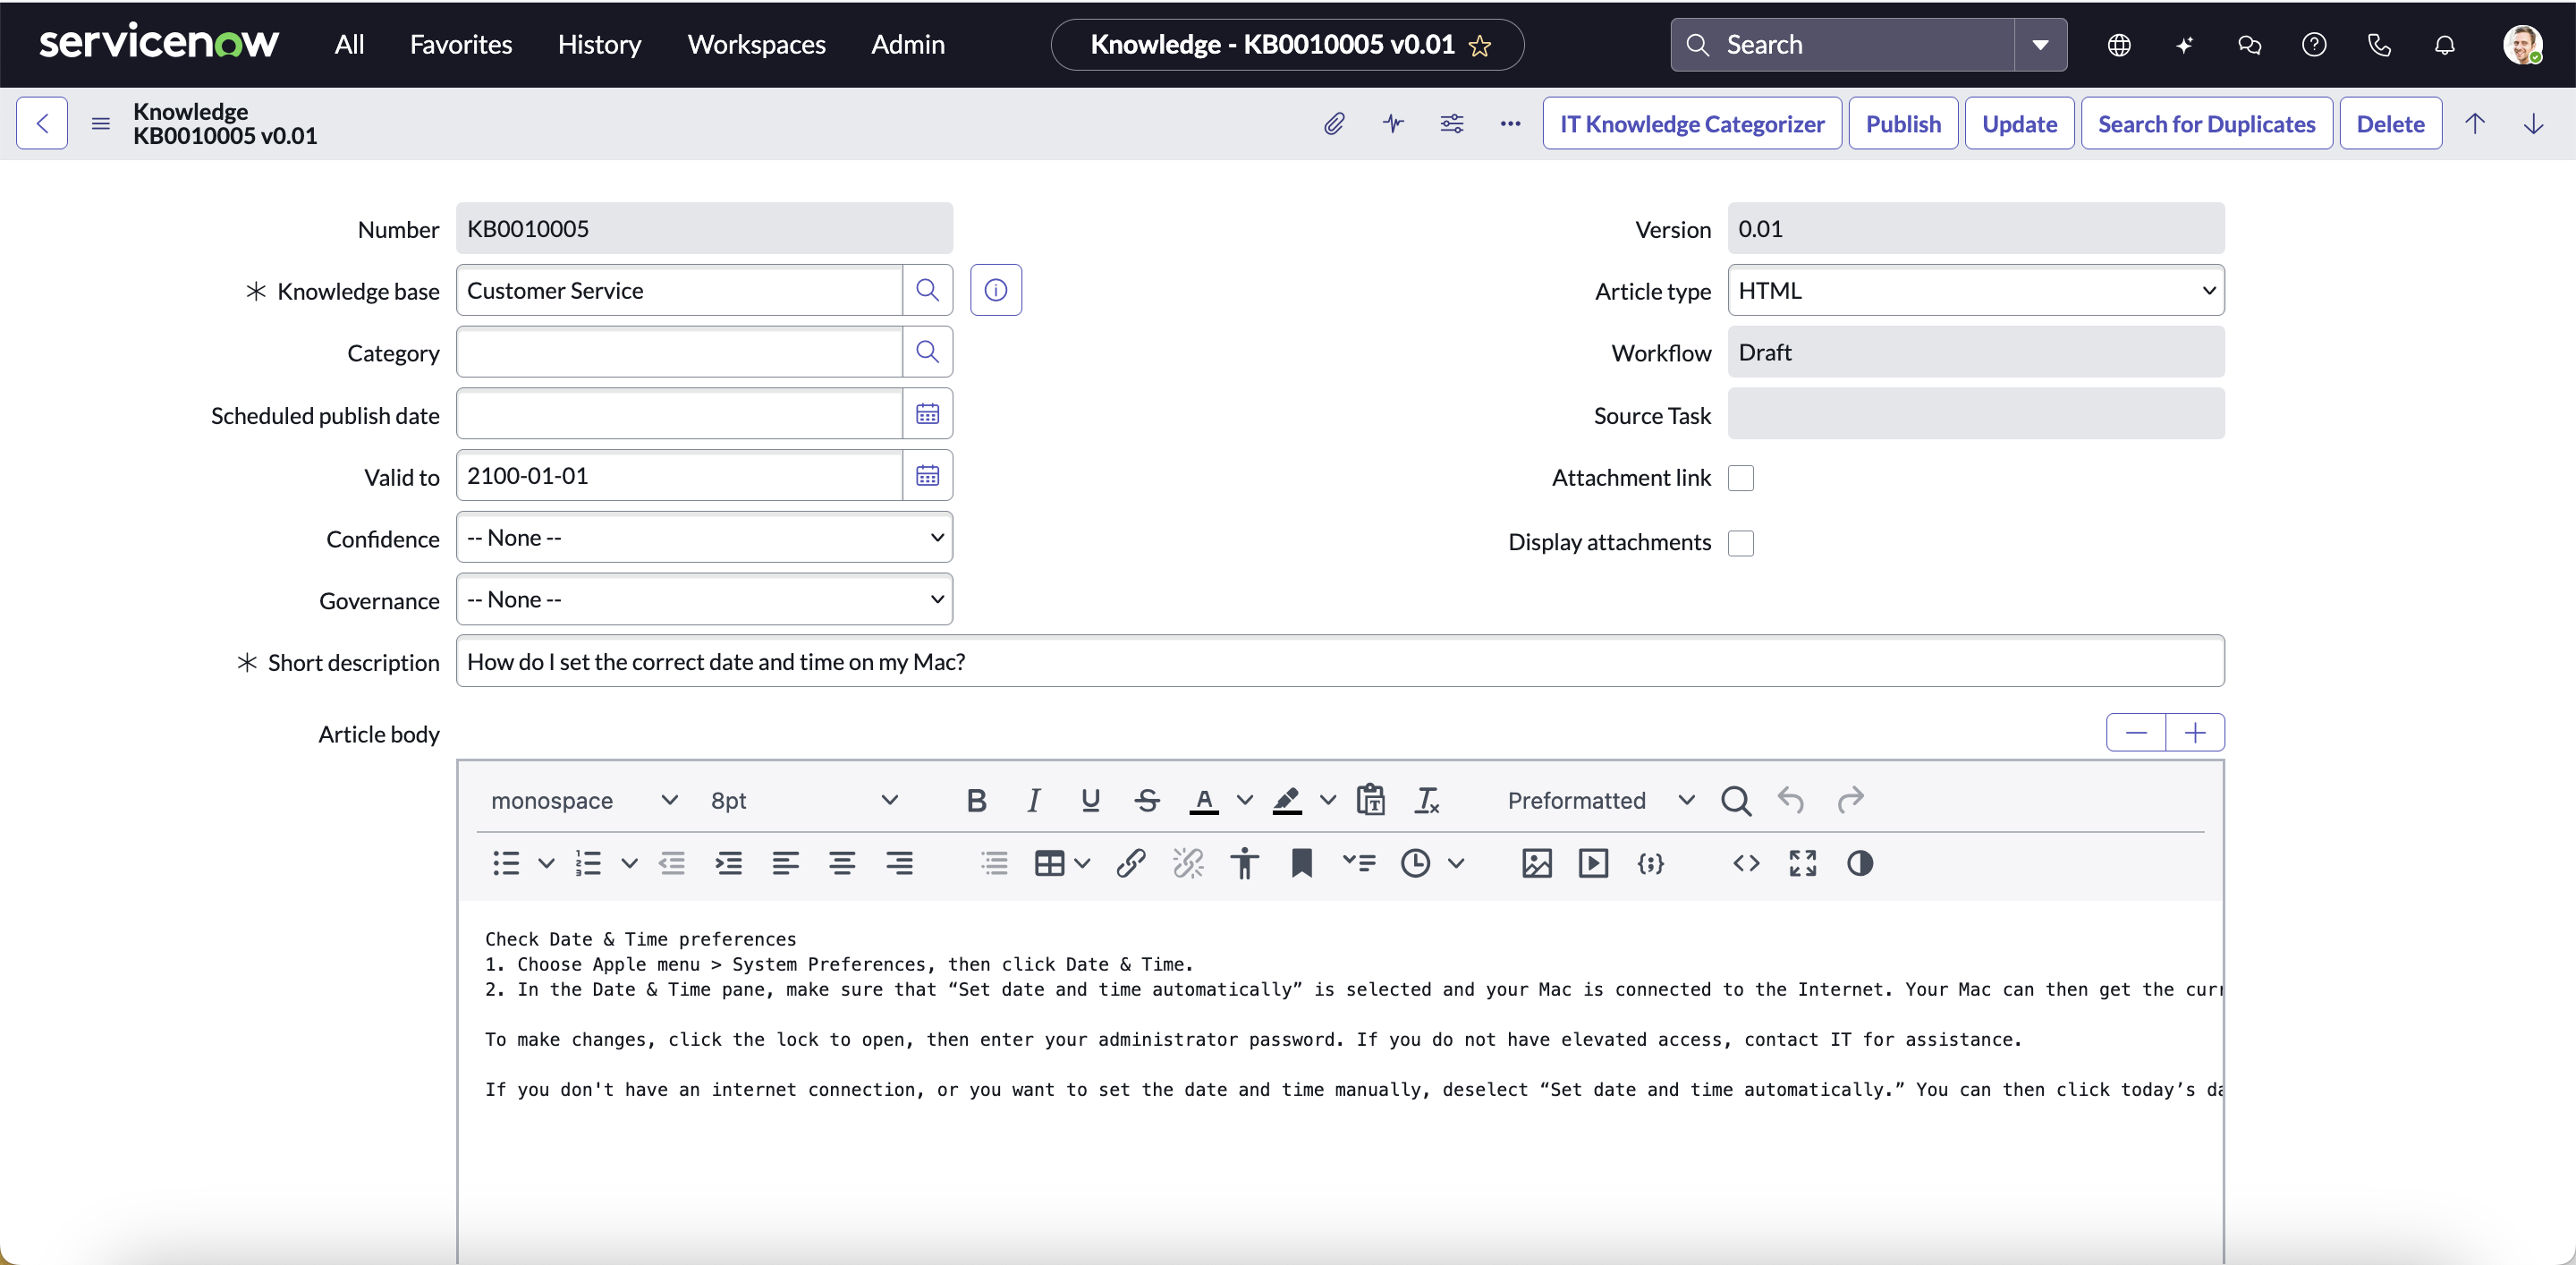 servicenow All Favorites History Workspaces Admin Knowledge - KB0010005 v0.01 Search
Knowledge
KB0010005 v0.01
IT Knowledge Categorizer Publish Update Search for Duplicates Delete
Number KB0010005
Version 0.01
* Knowledge base Customer Service
Article type HTML
Category
Workflow Draft
Scheduled publish date
Source Task
Valid to 2100-01-01
Attachment link
Confidence -- None --
Display attachments
Governance -- None --
* Short description How do I set the correct date and time on my Mac?
Article body
monospace 8pt B I U S A Preformatted
Check Date & Time preferences
1. Choose Apple menu > System Preferences, then click Date & Time.
2. In the Date & Time pane, make sure that “Set date and time automatically” is selected and your Mac is connected to the Internet. Your Mac can then get the curr
To make changes, click the lock to open, then enter your administrator password. If you do not have elevated access, contact IT for assistance.
If you don't have an internet connection, or you want to set the date and time manually, deselect “Set date and time automatically.” You can then click today’s da